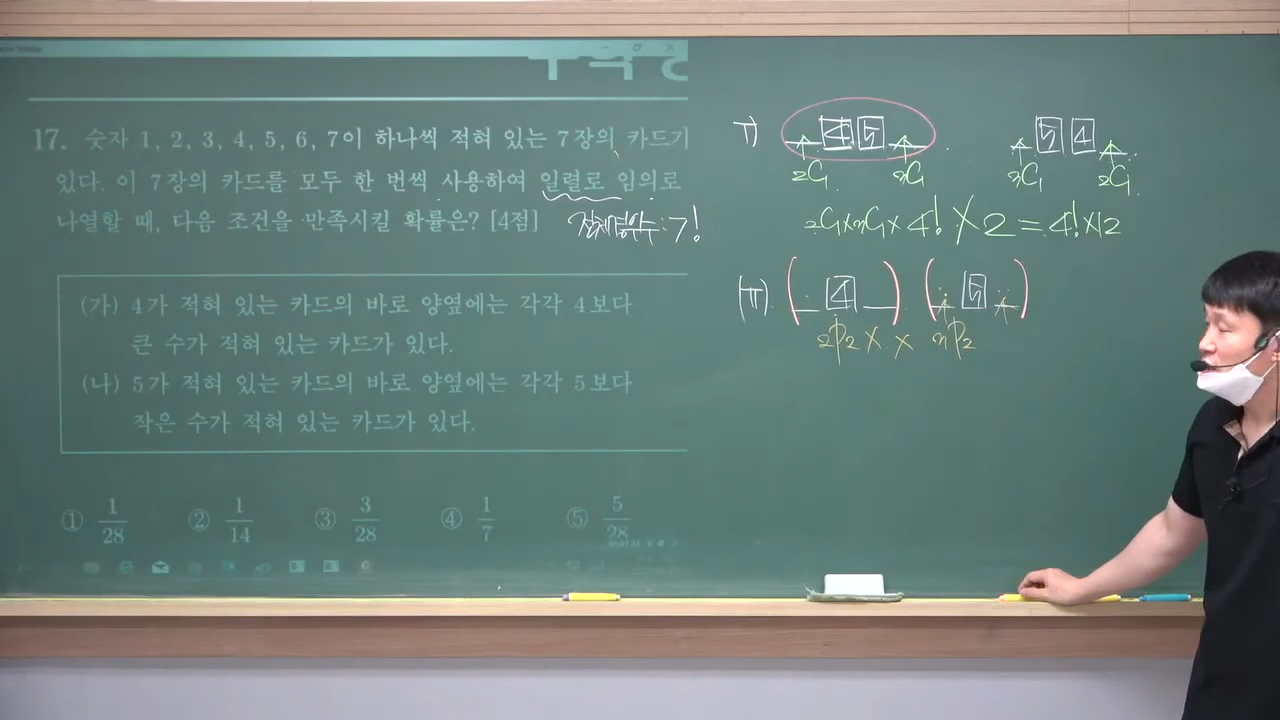 17. 숫자 1, 2, 3, 4, 5, 6, 7이 하나씩 적혀 있는 7장의 카드가
있다. 이 7장의 카드를 모두 한 번씩 사용하여 일렬로 임의로
나열할 때, 다음 조건을 만족시킬 확률은? [4점]
전체경우수 : 7!
(가) 4가 적혀 있는 카드의 바로 양옆에는 각각 4보다
큰 수가 적혀 있는 카드가 있다.
(나) 5가 적혀 있는 카드의 바로 양옆에는 각각 5보다
작은 수가 적혀 있는 카드가 있다.
① 1/28 ② 1/14 ③ 3/28 ④ 1/7 ⑤ 5/28
I) 4 5 5 4
2C1 3C1 3C1 2C1
2C1 × 3C1 × 4! × 2 = 4! × 12
II). ( 4 ) ( 5 )
2P2 × × 3P2